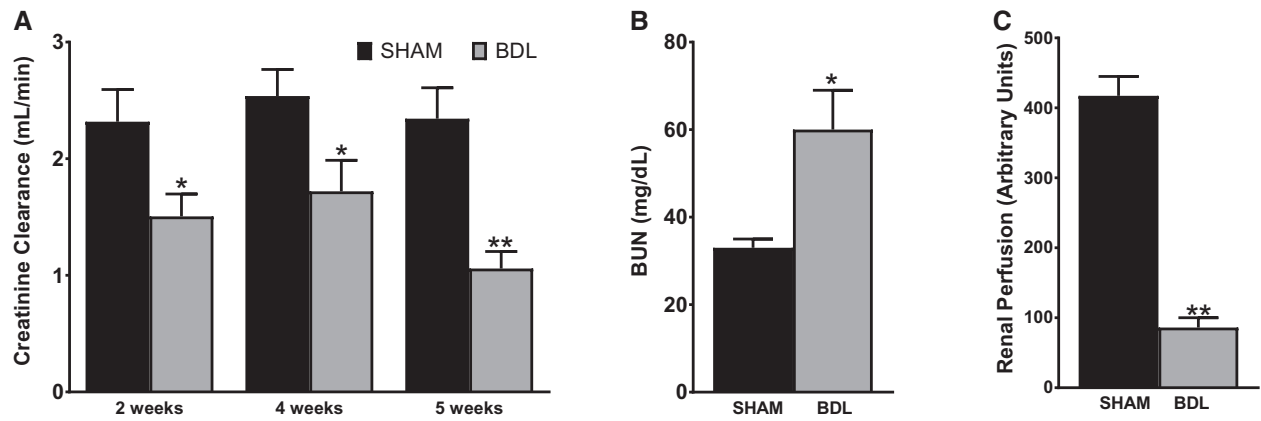 A
Creatinine Clearance (mL/min)
3
2
1
0
SHAM
BDL
*
*
**
2 weeks
4 weeks
5 weeks
B
BUN (mg/dL)
80
60
40
20
0
*
SHAM
BDL
C
Renal Perfusion (Arbitrary Units)
500
400
300
200
100
0
**
SHAM
BDL